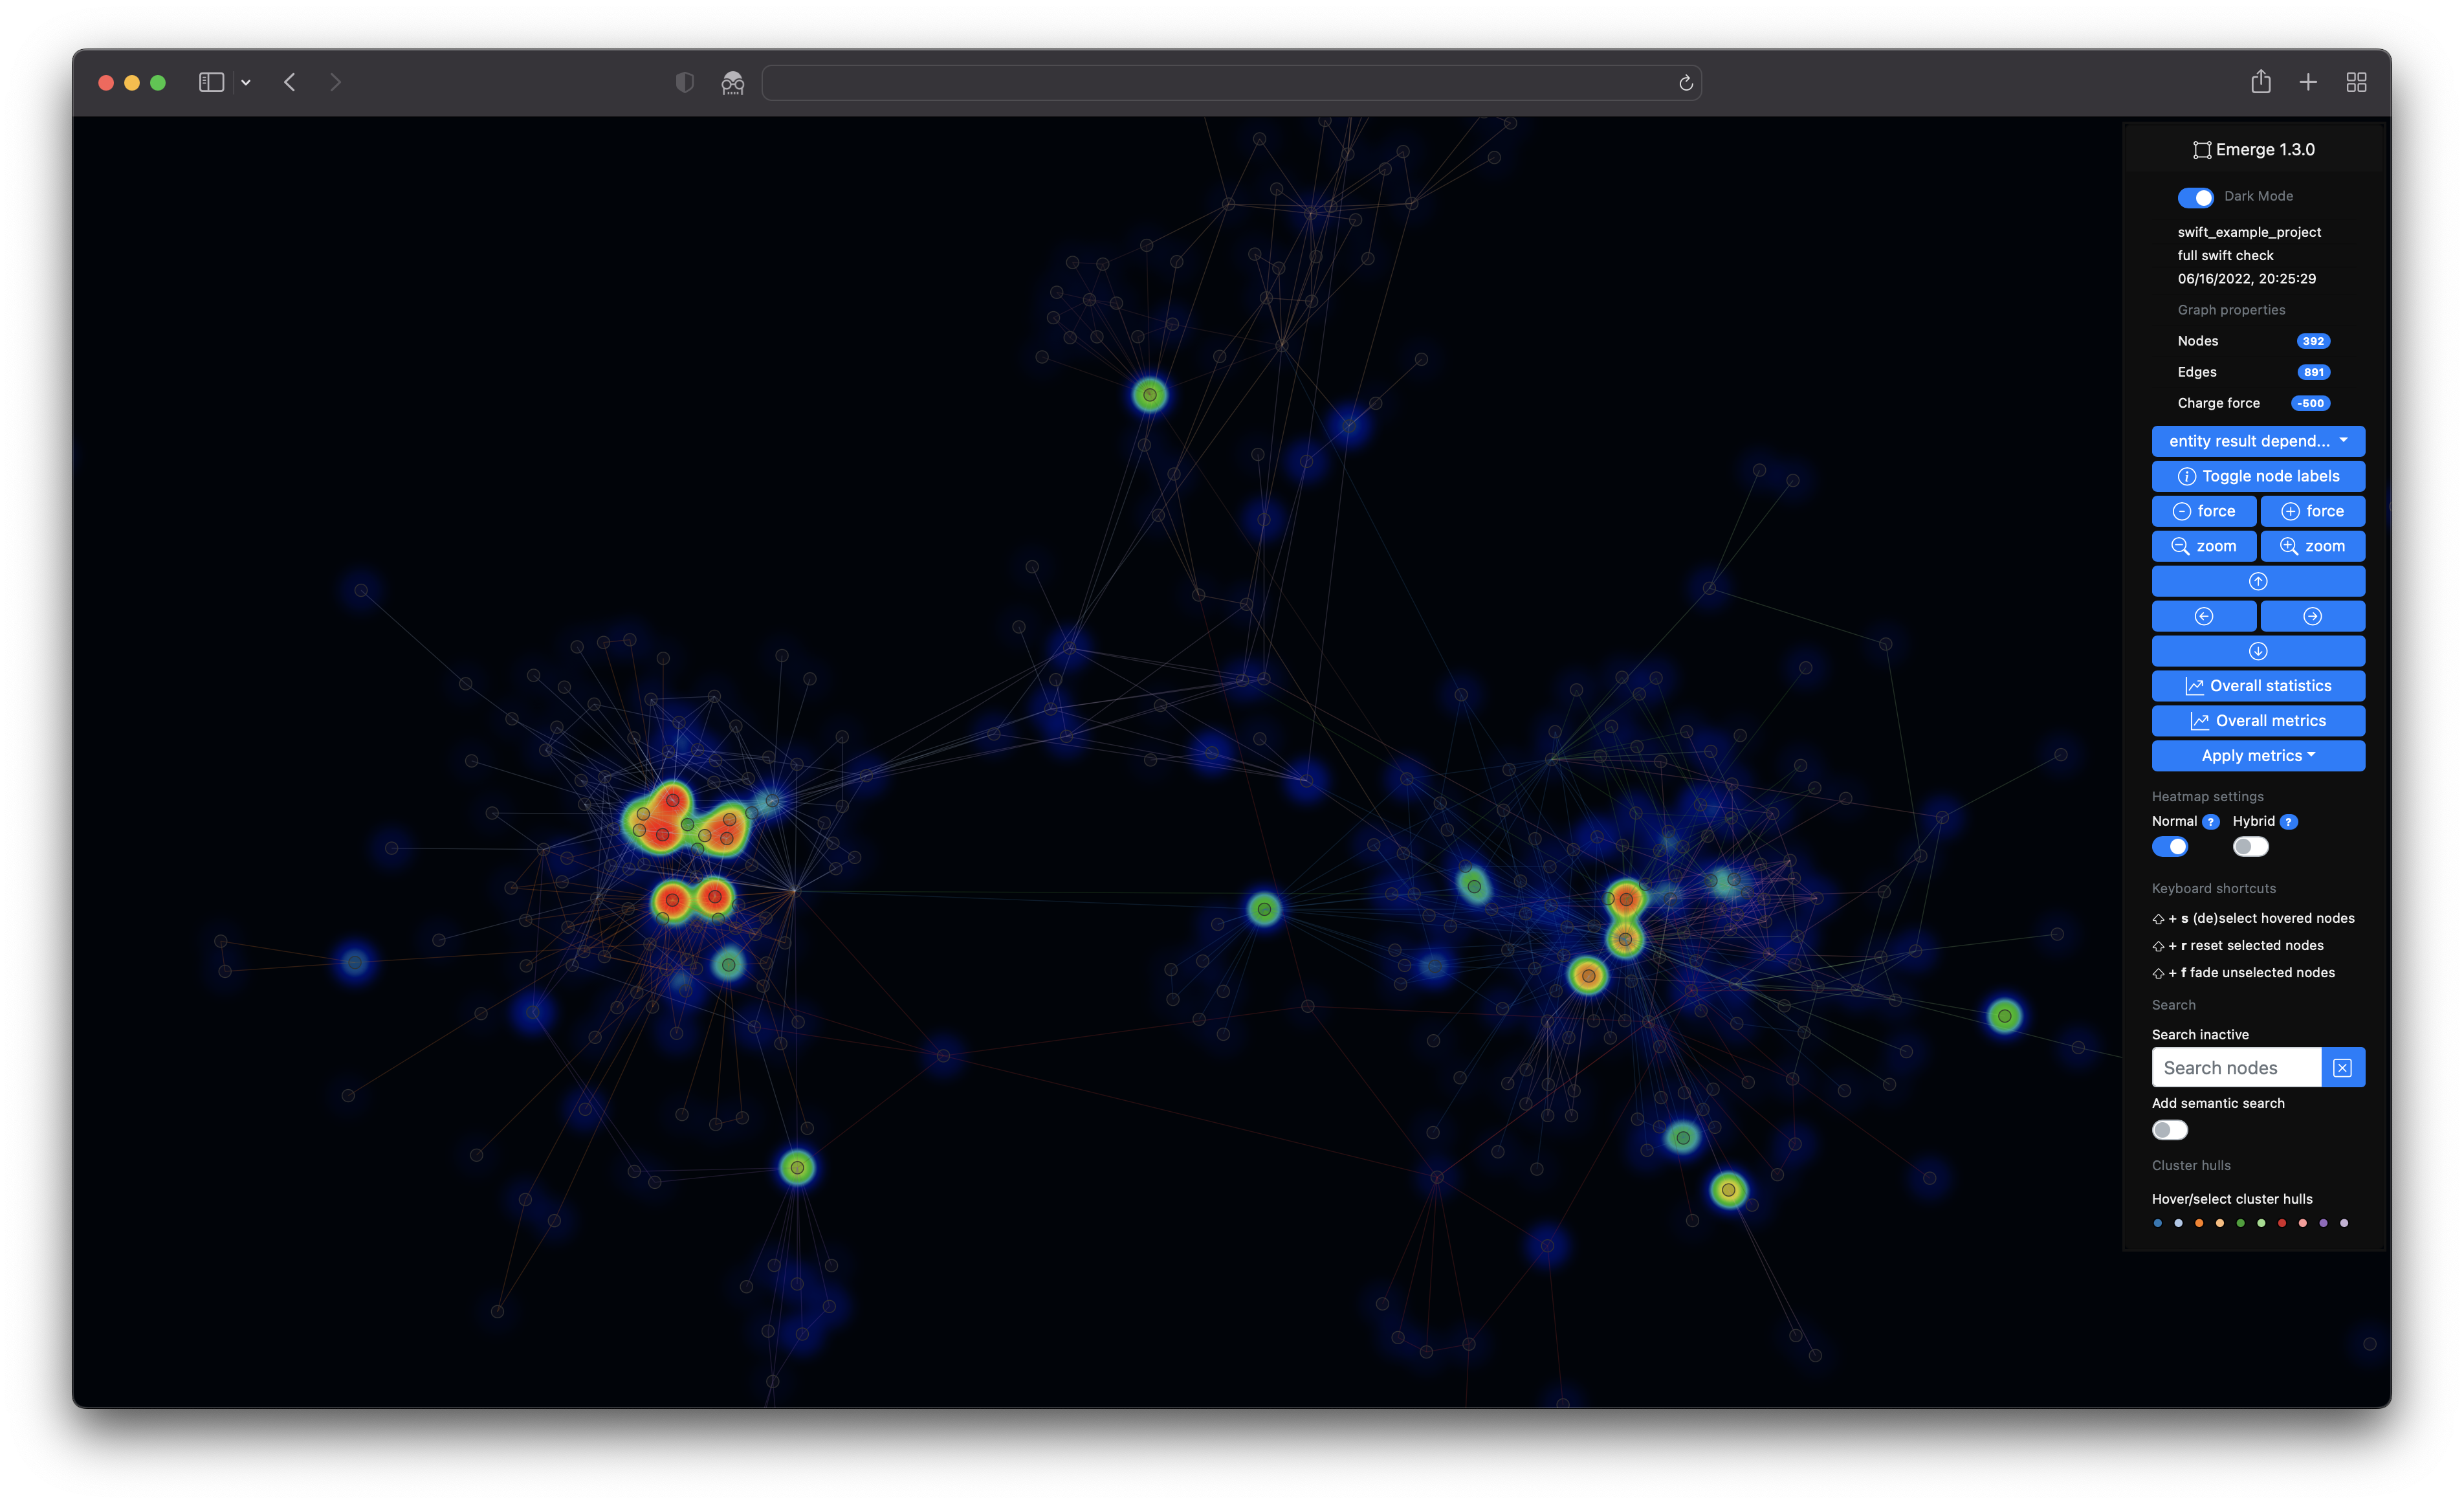 Emerge 1.3.0
Dark Mode
swift_example_project
full swift check
06/16/2022, 20:25:29
Graph properties
Nodes 392
Edges 891
Charge force -500
entity result depend...
Toggle node labels
force force
zoom zoom
Overall statistics
Overall metrics
Apply metrics
Heatmap settings
Normal ? Hybrid ?
Keyboard shortcuts
+ s (de)select hovered nodes
+ r reset selected nodes
+ f fade unselected nodes
Search
Search inactive
Search nodes
Add semantic search
Cluster hulls
Hover/select cluster hulls